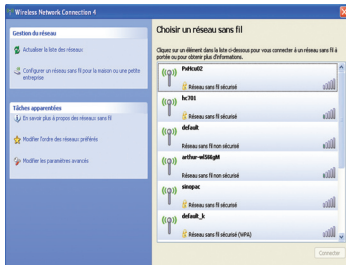 Wireless Network Connection 4
Gestion du réseau
Actualiser la liste des réseaux
Configurer un réseau sans fil pour la maison ou une petite
entreprise
Tâches apparentées
En savoir plus à propos des réseaux sans fil
Modifier l'ordre des réseaux préférés
Modifier les paramètres avancés
Choisir un réseau sans fil
Cliquez sur un élément dans la liste ci-dessous pour vous connecter à un réseau sans fil à
portée ou pour obtenir plus d'informations.
Réseau sans fil sécurisé
hc701
Réseau sans fil sécurisé
default
Réseau sans fil non sécurisé
arthur-wl566gM
Réseau sans fil non sécurisé
sinopac
Réseau sans fil sécurisé
default_k
Réseau sans fil sécurisé (WPA)
Connecter